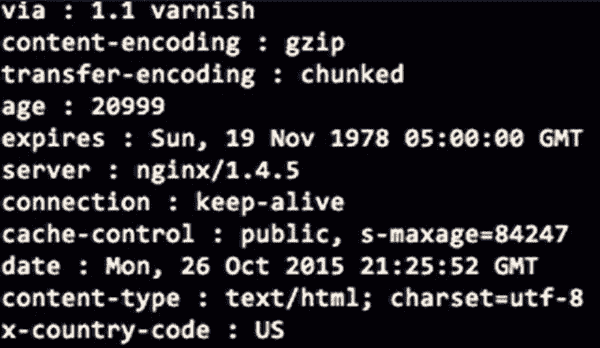 via : 1.1 varnish
content-encoding : gzip
transfer-encoding : chunked
age : 20999
expires : Sun, 19 Nov 1978 05:00:00 GMT
server : nginx/1.4.5
connection : keep-alive
cache-control : public, s-maxage=84247
date : Mon, 26 Oct 2015 21:25:52 GMT
content-type : text/html; charset=utf-8
x-country-code : US